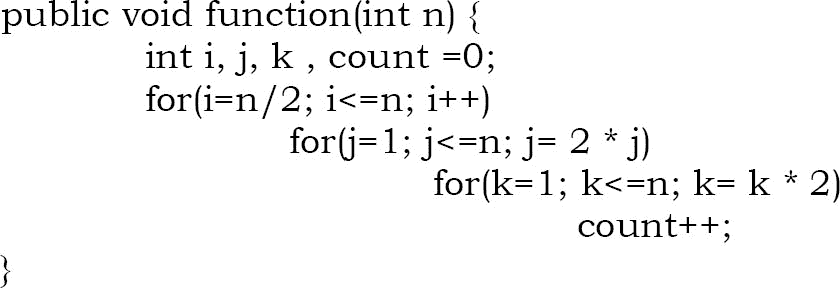 public void function(int n) {
int i, j, k , count =0;
for(i=n/2; i<=n; i++)
for(j=1; j<=n; j= 2 * j)
for(k=1; k<=n; k= k * 2)
count++;
}